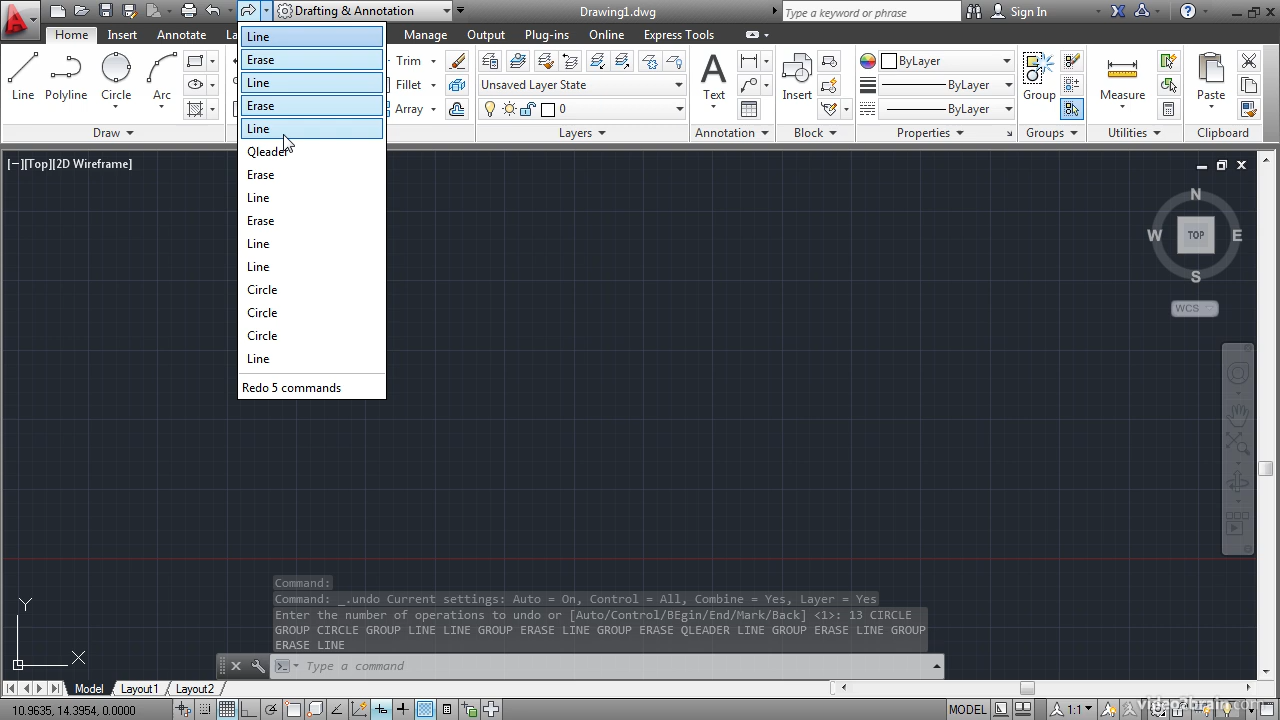 Drafting & Annotation
Drawing1.dwg
Type a keyword or phrase
Sign In
Home
Insert
Annotate
La
Manage
Output
Plug-ins
Online
Express Tools
Line
Polyline
Circle
Arc
Draw
Trim
Fillet
Array
Unsaved Layer State
0
Layers
Text
Annotation
Insert
Block
ByLayer
ByLayer
ByLayer
Properties
Group
Groups
Measure
Utilities
Paste
Clipboard
Line
Erase
Line
Erase
Line
Qleader
Erase
Line
Erase
Line
Line
Circle
Circle
Circle
Line
Redo 5 commands
[−][Top][2D Wireframe]
N
W
TOP
E
S
WCS
Command:
Command: _.undo Current settings: Auto = On, Control = All, Combine = Yes, Layer = Yes
Enter the number of operations to undo or [Auto/Control/BEgin/End/Mark/Back] <1>: 13 CIRCLE
GROUP CIRCLE GROUP LINE LINE GROUP ERASE LINE GROUP ERASE QLEADER LINE GROUP ERASE LINE GROUP
ERASE LINE
Type a command
Y
X
Model
Layout1
Layout2
10.9635, 14.3954, 0.0000
MODEL
1:1
video2brain.com